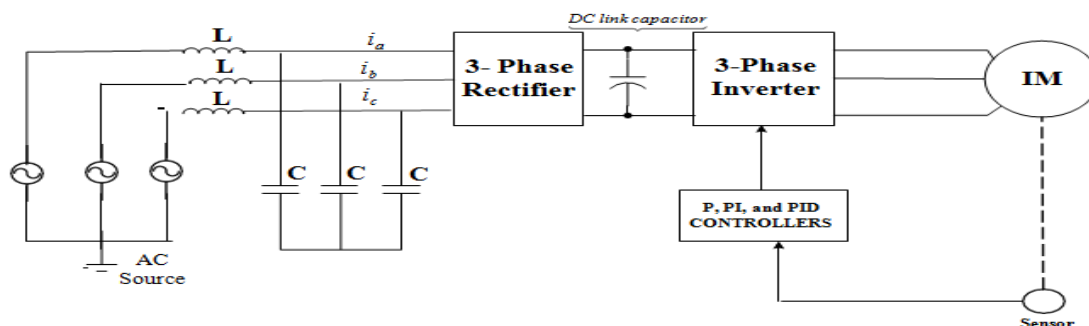 DC link capacitor
L
i_a
L
i_b
L
i_c
3- Phase
Rectifier
3-Phase
Inverter
IM
C
C
C
P, PI, and PID
CONTROLLERS
AC
Source
Sensor